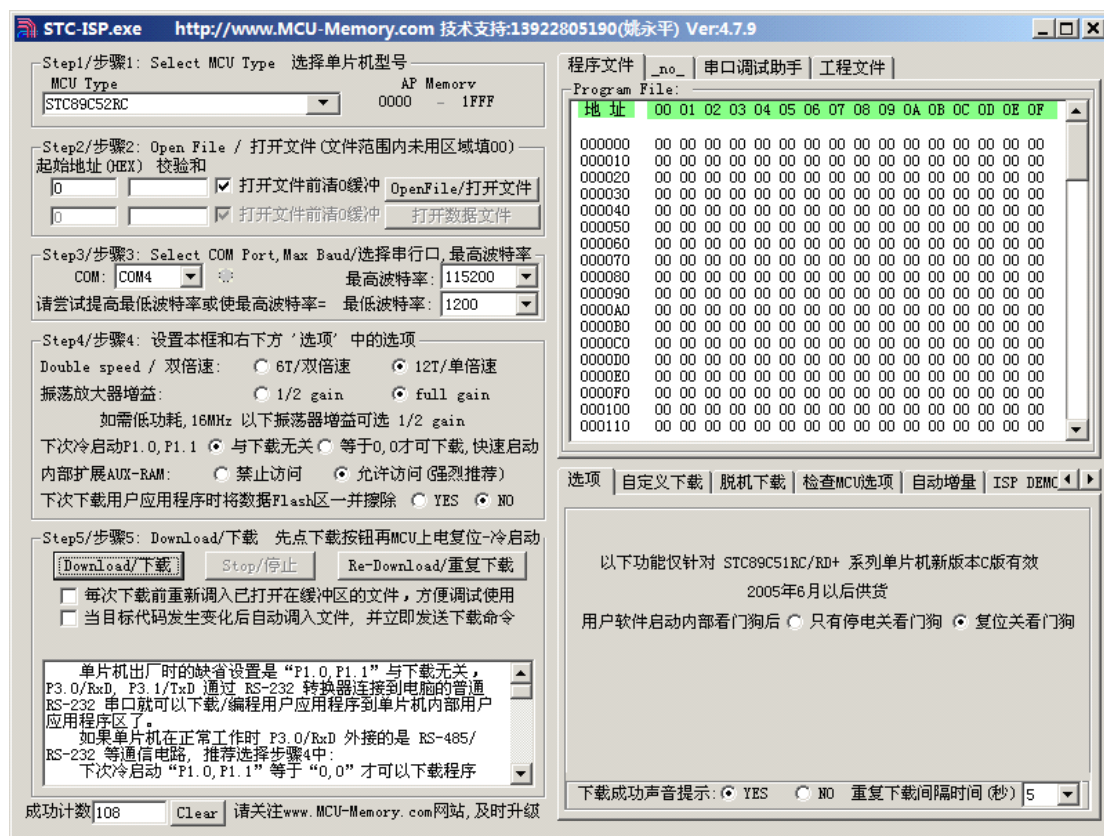 STC-ISP.exe http://www.MCU-Memory.com 技术支持:13922805190(姚永平) Ver:4.7.9
Step1/步骤1: Select MCU Type 选择单片机型号
MCU Type AP Memory
STC89C52RC 0000 - 1FFF
Step2/步骤2: Open File / 打开文件(文件范围内未用区域填00)
起始地址(HEX) 校验和
0 打开文件前清0缓冲 OpenFile/打开文件
0 打开文件前清0缓冲 打开数据文件
Step3/步骤3: Select COM Port,Max Baud/选择串行口,最高波特率
COM: COM4 最高波特率: 115200
请尝试提高最低波特率或使最高波特率= 最低波特率: 1200
Step4/步骤4: 设置本框和右下方 '选项' 中的选项
Double speed / 双倍速: 6T/双倍速 12T/单倍速
振荡放大器增益: 1/2 gain full gain
如需低功耗,16MHz 以下振荡器增益可选 1/2 gain
下次冷启动P1.0,P1.1 与下载无关 等于0,0才可下载,快速启动
内部扩展AUX-RAM: 禁止访问 允许访问(强烈推荐)
下次下载用户应用程序时将数据Flash区一并擦除 YES NO
Step5/步骤5: Download/下载 先点下载按钮再MCU上电复位-冷启动
Download/下载 Stop/停止 Re-Download/重复下载
每次下载前重新调入已打开在缓冲区的文件，方便调试使用
当目标代码发生变化后自动调入文件, 并立即发送下载命令
单片机出厂时的缺省设置是“P1.0,P1.1”与下载无关，
P3.0/RxD, P3.1/TxD 通过 RS-232 转换器连接到电脑的普通
RS-232 串口就可以下载/编程用户应用程序到单片机内部用户
应用程序区了。
如果单片机在正常工作时 P3.0/RxD 外接的是 RS-485/
RS-232 等通信电路, 推荐选择步骤4中:
下次冷启动“P1.0,P1.1”等于“0,0”才可以下载程序
成功计数 108 Clear 请关注www.MCU-Memory.com网站,及时升级
程序文件 _no_ 串口调试助手 工程文件
Program File:
地 址 00 01 02 03 04 05 06 07 08 09 0A 0B 0C 0D 0E 0F
000000 00 00 00 00 00 00 00 00 00 00 00 00 00 00 00 00
000010 00 00 00 00 00 00 00 00 00 00 00 00 00 00 00 00
000020 00 00 00 00 00 00 00 00 00 00 00 00 00 00 00 00
000030 00 00 00 00 00 00 00 00 00 00 00 00 00 00 00 00
000040 00 00 00 00 00 00 00 00 00 00 00 00 00 00 00 00
000050 00 00 00 00 00 00 00 00 00 00 00 00 00 00 00 00
000060 00 00 00 00 00 00 00 00 00 00 00 00 00 00 00 00
000070 00 00 00 00 00 00 00 00 00 00 00 00 00 00 00 00
000080 00 00 00 00 00 00 00 00 00 00 00 00 00 00 00 00
000090 00 00 00 00 00 00 00 00 00 00 00 00 00 00 00 00
0000A0 00 00 00 00 00 00 00 00 00 00 00 00 00 00 00 00
0000B0 00 00 00 00 00 00 00 00 00 00 00 00 00 00 00 00
0000C0 00 00 00 00 00 00 00 00 00 00 00 00 00 00 00 00
0000D0 00 00 00 00 00 00 00 00 00 00 00 00 00 00 00 00
0000E0 00 00 00 00 00 00 00 00 00 00 00 00 00 00 00 00
0000F0 00 00 00 00 00 00 00 00 00 00 00 00 00 00 00 00
000100 00 00 00 00 00 00 00 00 00 00 00 00 00 00 00 00
000110 00 00 00 00 00 00 00 00 00 00 00 00 00 00 00 00
选项 自定义下载 脱机下载 检查MCU选项 自动增量 ISP DEMO
以下功能仅针对 STC89C51RC/RD+ 系列单片机新版本C版有效
2005年6月以后供货
用户软件启动内部看门狗后 只有停电关看门狗 复位关看门狗
下载成功声音提示: YES NO 重复下载间隔时间(秒) 5